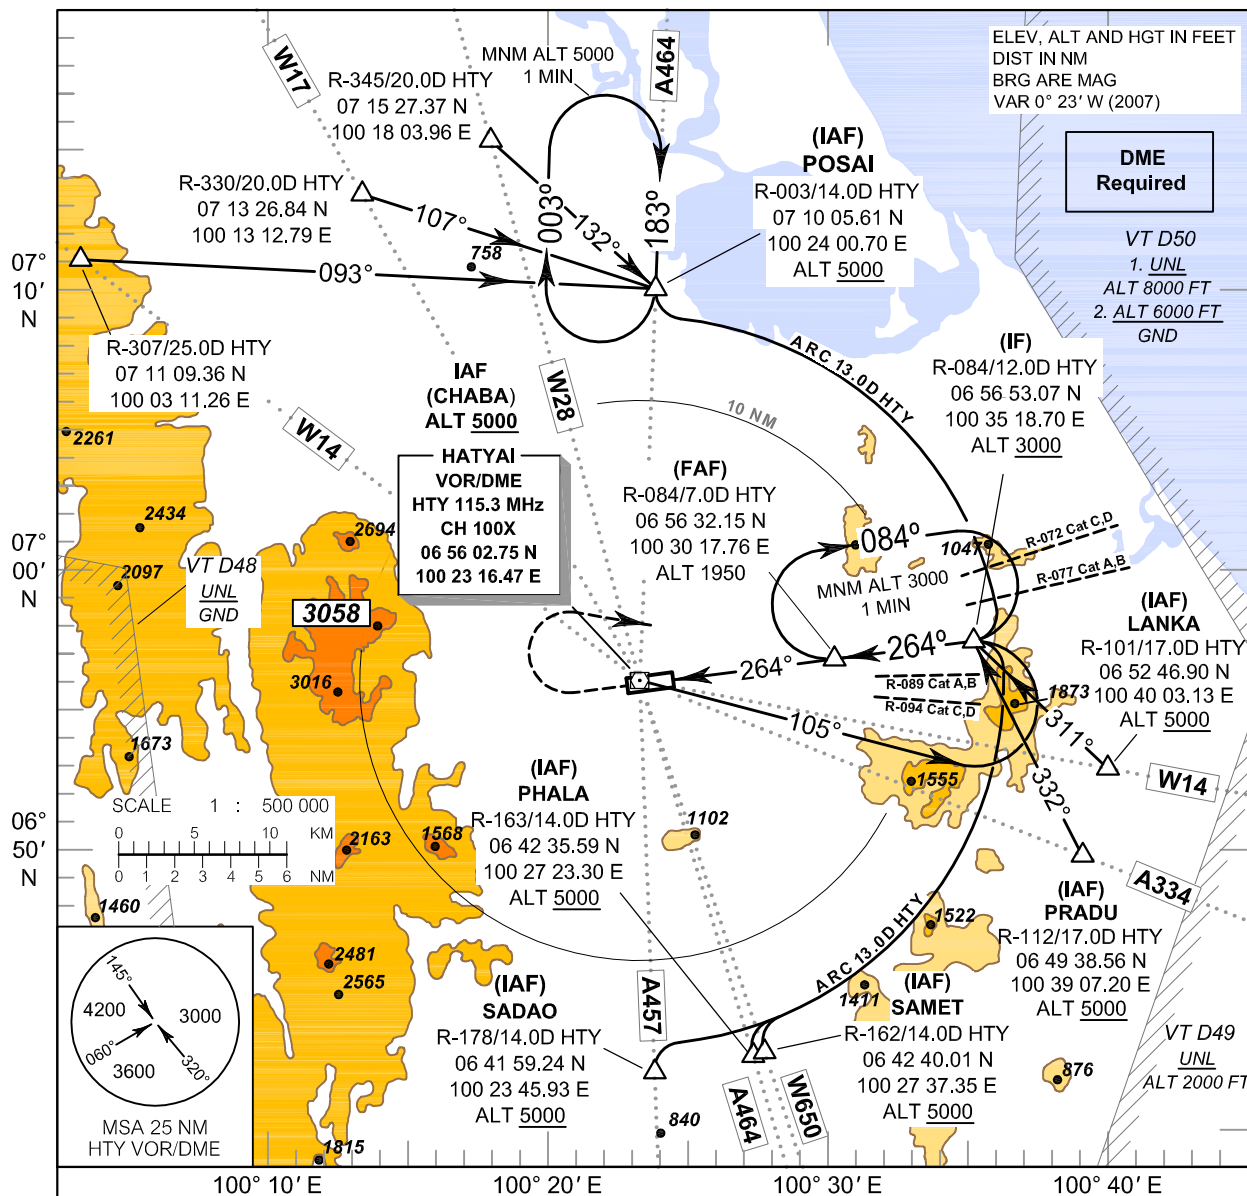 MNM ALT 5000
1 MIN
ELEV, ALT AND HGT IN FEET
DIST IN NM
BRG ARE MAG
VAR 0° 23' W (2007)
W17
A464
R-345/20.0D HTY
07 15 27.37 N
100 18 03.96 E
(IAF)
POSAI
R-003/14.0D HTY
07 10 05.61 N
100 24 00.70 E
ALT 5000
DME
Required
R-330/20.0D HTY
07 13 26.84 N
100 13 12.79 E
107°
003°
132°
183°
758
093°
VT D50
1. UNL
ALT 8000 FT
2. ALT 6000 FT
GND
07°
10'
N
R-307/25.0D HTY
07 11 09.36 N
100 03 11.26 E
IAF
(CHABA)
ALT 5000
W28
ARC 13.0D HTY
(IF)
R-084/12.0D HTY
06 56 53.07 N
100 35 18.70 E
ALT 3000
2261
W14
10 NM
HATYAI
VOR/DME
HTY 115.3 MHz
CH 100X
06 56 02.75 N
100 23 16.47 E
(FAF)
R-084/7.0D HTY
06 56 32.15 N
100 30 17.76 E
ALT 1950
2434
2694
07°
00'
N
2097
VT D48
UNL
GND
084°
1047
R-072 Cat C,D
R-077 Cat A,B
MNM ALT 3000
1 MIN
3058
(IAF)
LANKA
R-101/17.0D HTY
06 52 46.90 N
100 40 03.13 E
ALT 5000
264°
264°
R-089 Cat A,B
R-094 Cat C,D
3016
1873
105°
311°
1673
W14
SCALE 1 : 500 000
0 5 10 KM
0 1 2 3 4 5 6 NM
(IAF)
PHALA
R-163/14.0D HTY
06 42 35.59 N
100 27 23.30 E
ALT 5000
1555
332°
1102
06°
50'
N
2163
1568
A334
1460
(IAF)
PRADU
R-112/17.0D HTY
06 49 38.56 N
100 39 07.20 E
ALT 5000
1522
ARC 13.0D HTY
2481
2565
1411
145°
4200
3000
060°
3600
320°
MSA 25 NM
HTY VOR/DME
(IAF)
SADAO
R-178/14.0D HTY
06 41 59.24 N
100 23 45.93 E
ALT 5000
A457
(IAF)
SAMET
R-162/14.0D HTY
06 42 40.01 N
100 27 37.35 E
ALT 5000
VT D49
UNL
ALT 2000 FT
876
A464
W650
840
1815
100° 10' E
100° 20' E
100° 30' E
100° 40' E